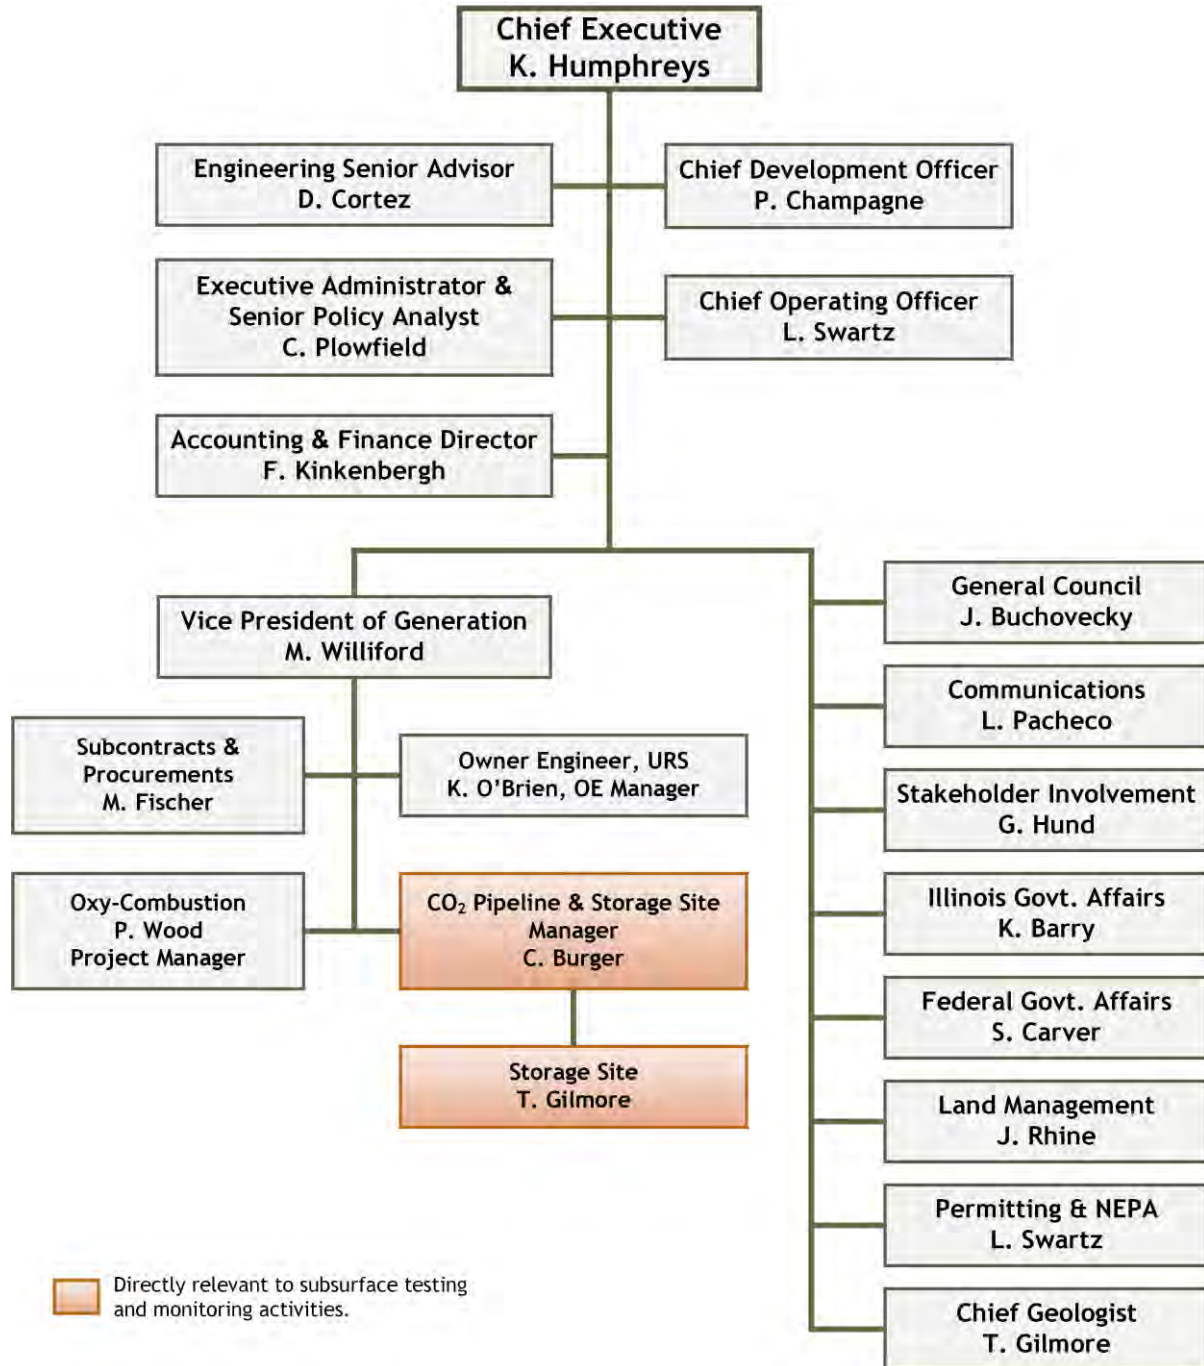 Chief Executive
K. Humphreys
Engineering Senior Advisor
D. Cortez
Chief Development Officer
P. Champagne
Executive Administrator &
Senior Policy Analyst
C. Plowfield
Chief Operating Officer
L. Swartz
Accounting & Finance Director
F. Kinkenbergh
Vice President of Generation
M. Williford
Subcontracts &
Procurements
M. Fischer
Owner Engineer, URS
K. O’Brien, OE Manager
Oxy-Combustion
P. Wood
Project Manager
CO₂ Pipeline & Storage Site
Manager
C. Burger
Storage Site
T. Gilmore
General Council
J. Buchovecky
Communications
L. Pacheco
Stakeholder Involvement
G. Hund
Illinois Govt. Affairs
K. Barry
Federal Govt. Affairs
S. Carver
Land Management
J. Rhine
Permitting & NEPA
L. Swartz
Chief Geologist
T. Gilmore
Directly relevant to subsurface testing
and monitoring activities.